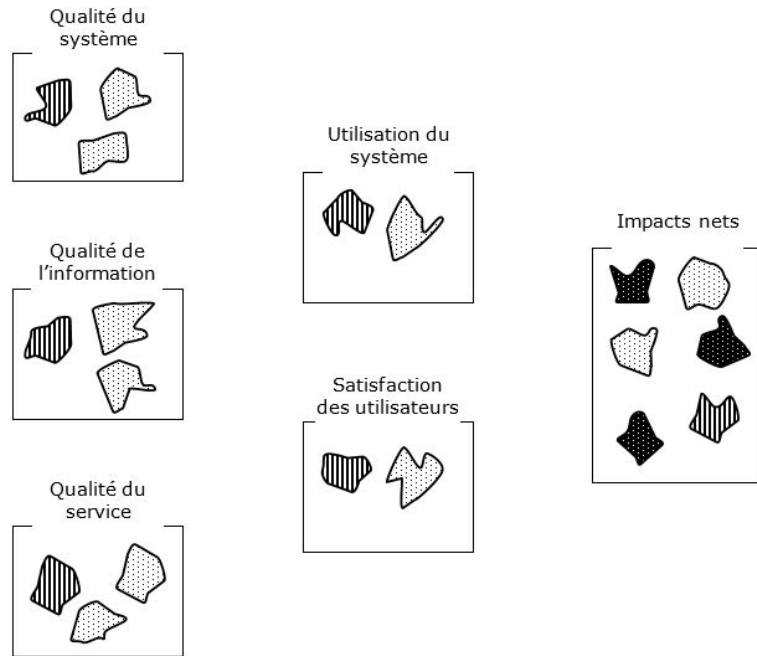 Qualité du
système
Qualité de
l'information
Qualité du
service
Utilisation du
système
Satisfaction
des utilisateurs
Impacts nets